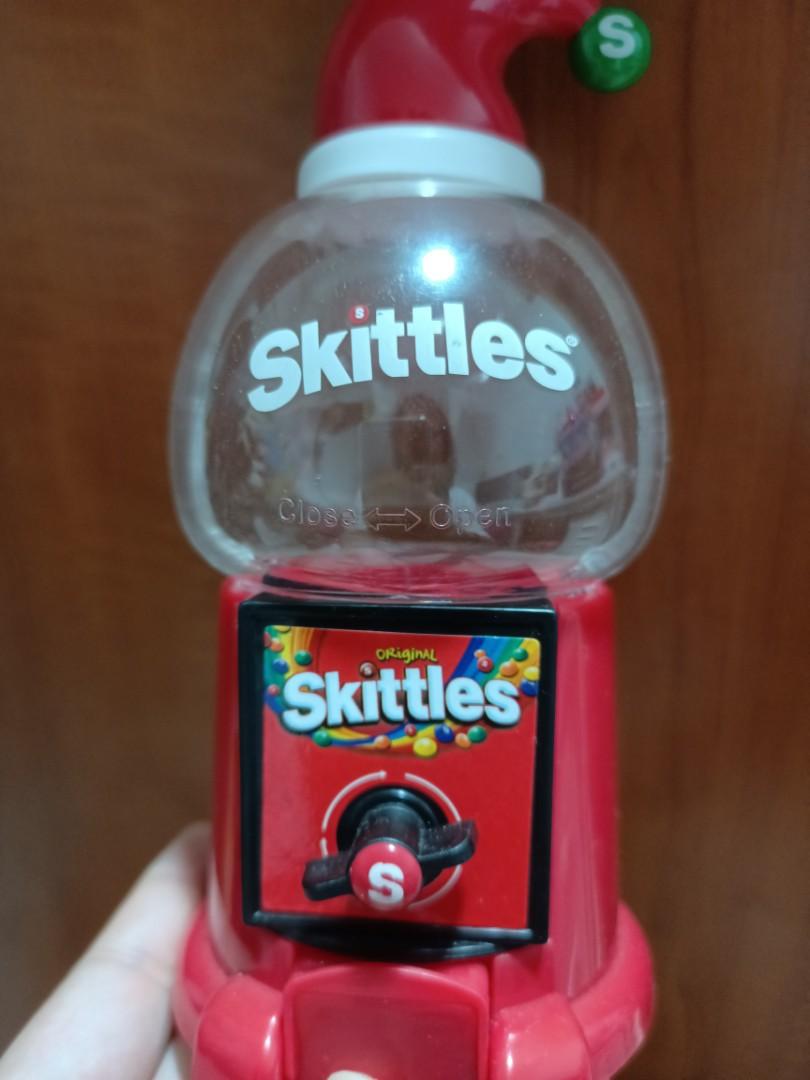 S
Skittles®
Close ⟺ Open
ORIGINAL
Skittles
S